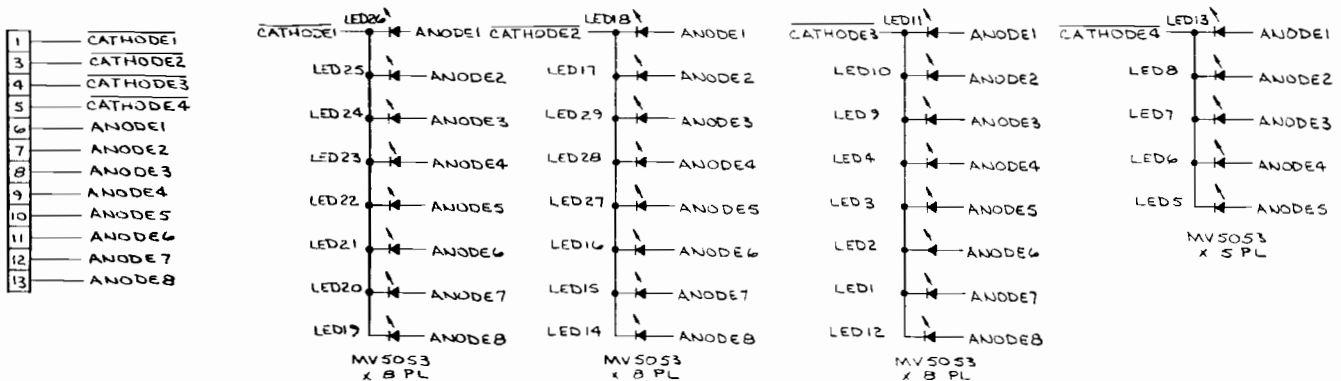 1 CATHODE1
3 CATHODE2
4 CATHODE3
5 CATHODE4
6 ANODE1
7 ANODE2
8 ANODE3
9 ANODE4
10 ANODE5
11 ANODE6
12 ANODE7
13 ANODE8
LED26
CATHODE1 ANODE1
LED25 ANODE2
LED24 ANODE3
LED23 ANODE4
LED22 ANODE5
LED21 ANODE6
LED20 ANODE7
LED19 ANODE8
MV5053
x 8 PL
LED18
CATHODE2 ANODE1
LED17 ANODE2
LED29 ANODE3
LED28 ANODE4
LED27 ANODE5
LED16 ANODE6
LED15 ANODE7
LED14 ANODE8
MV5053
x 8 PL
LED11
CATHODE3 ANODE1
LED10 ANODE2
LED9 ANODE3
LED4 ANODE4
LED3 ANODE5
LED2 ANODE6
LED1 ANODE7
LED12 ANODE8
MV5053
x 8 PL
LED13
CATHODE4 ANODE1
LED8 ANODE2
LED7 ANODE3
LED6 ANODE4
LED5 ANODE5
MV5053
x 5 PL